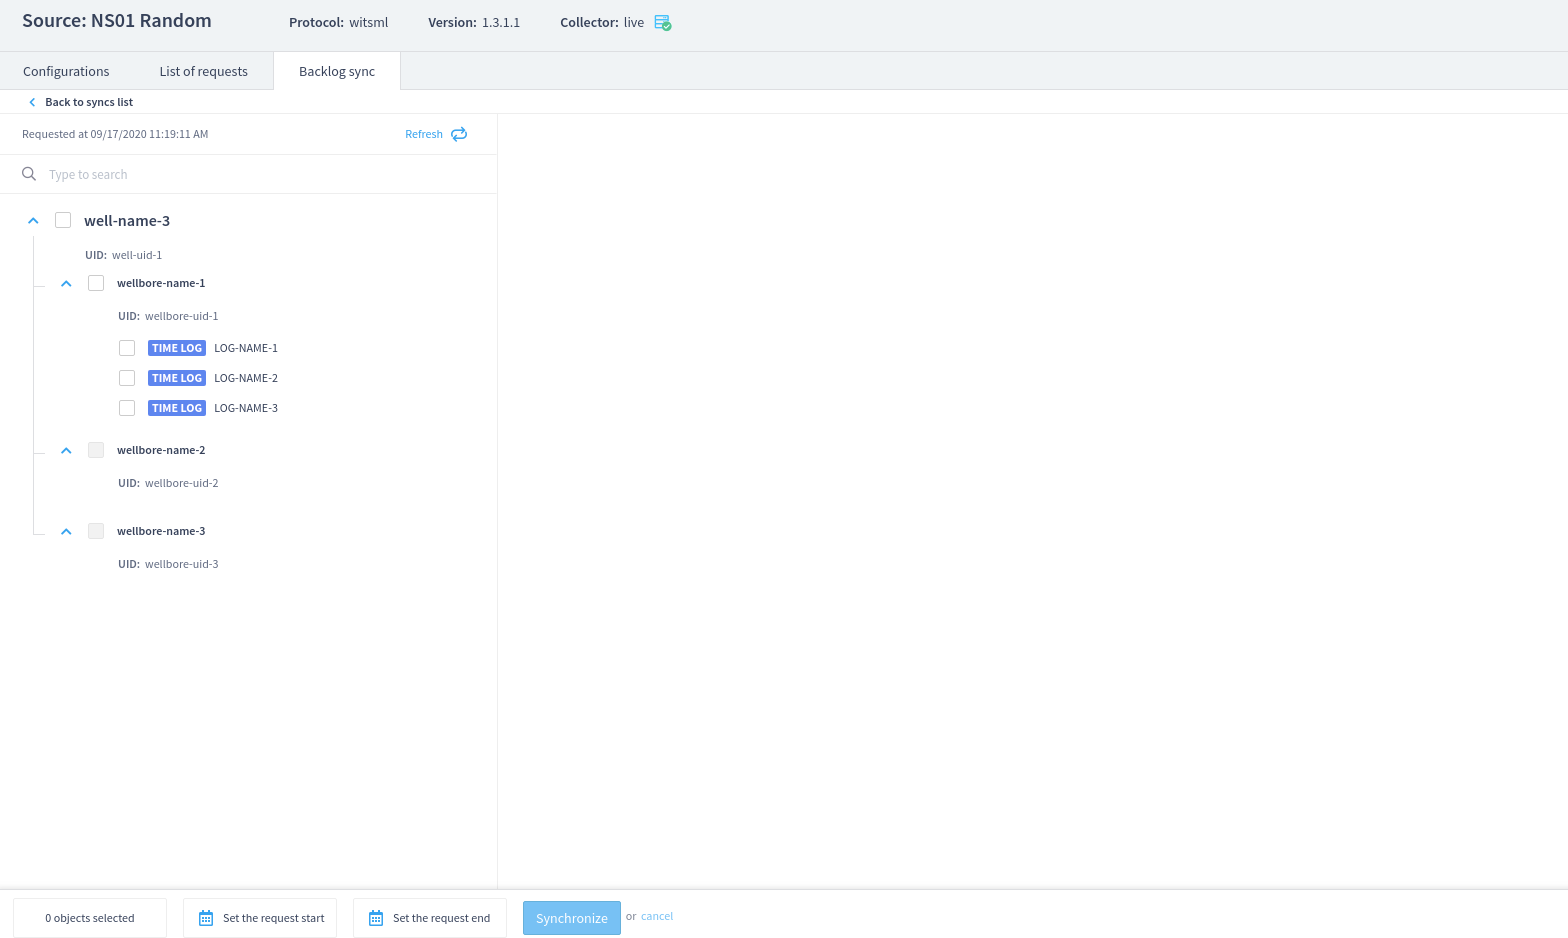 Source: NS01 Random Protocol: witsml Version: 1.3.1.1 Collector: live
Configurations List of requests Backlog sync
Back to syncs list
Requested at 09/17/2020 11:19:11 AM Refresh
Type to search
well-name-3
UID: well-uid-1
wellbore-name-1
UID: wellbore-uid-1
TIME LOG LOG-NAME-1
TIME LOG LOG-NAME-2
TIME LOG LOG-NAME-3
wellbore-name-2
UID: wellbore-uid-2
wellbore-name-3
UID: wellbore-uid-3
0 objects selected Set the request start Set the request end Synchronize or cancel